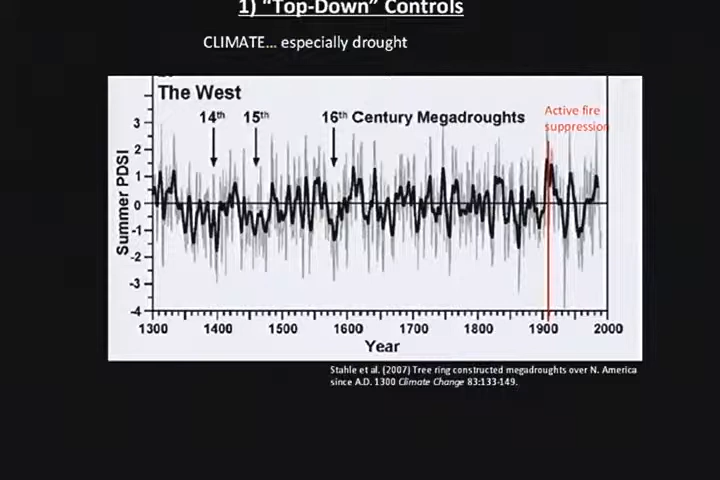 1) “Top-Down” Controls
CLIMATE… especially drought
The West
14th 15th 16th Century Megadroughts
Active fire
suppression
Summer PDSI
3
2
1
0
-1
-2
-3
-4
1300 1400 1500 1600 1700 1800 1900 2000
Year
Stahle et al. (2007) Tree ring constructed megadroughts over N. America
since A.D. 1300 Climate Change 83:133-149.